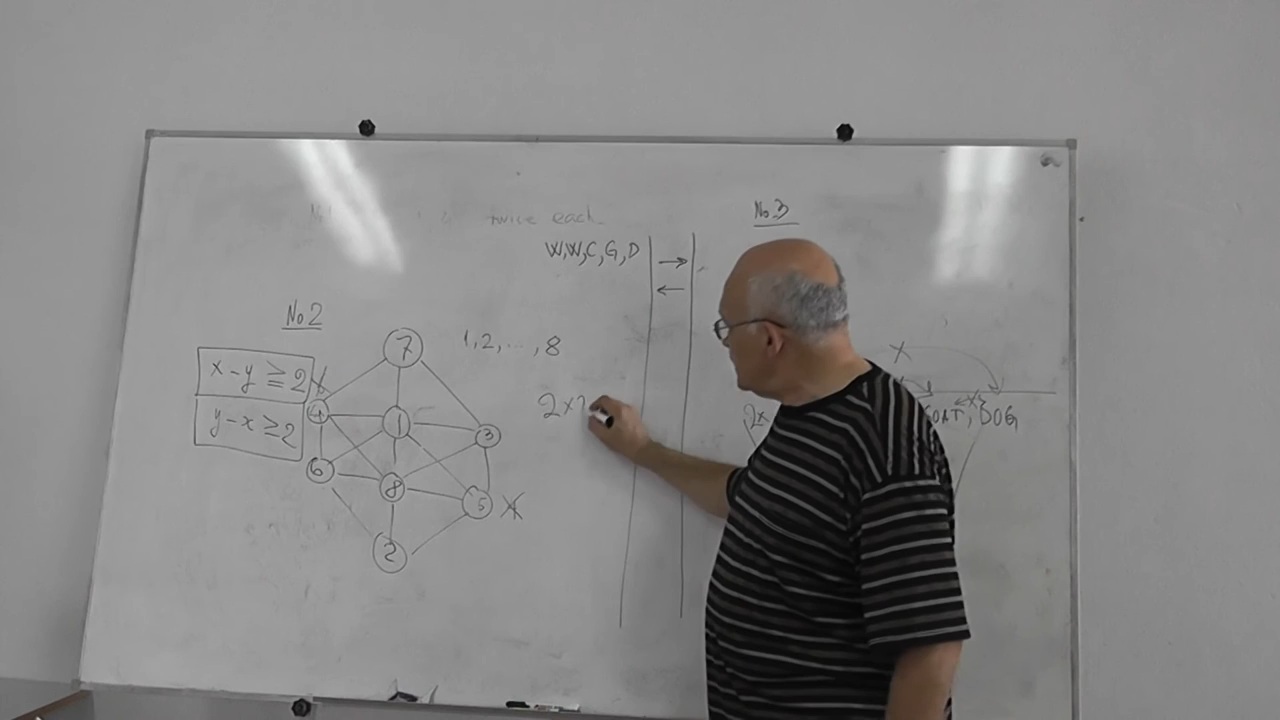 twice each.
No 3
W, W, C, G, D
→
←
No 2
1, 2, ... , 8
x - y ≥ 2
y - x ≥ 2
7
4 1 3
6 8 5
2
2 x
2x
DOG